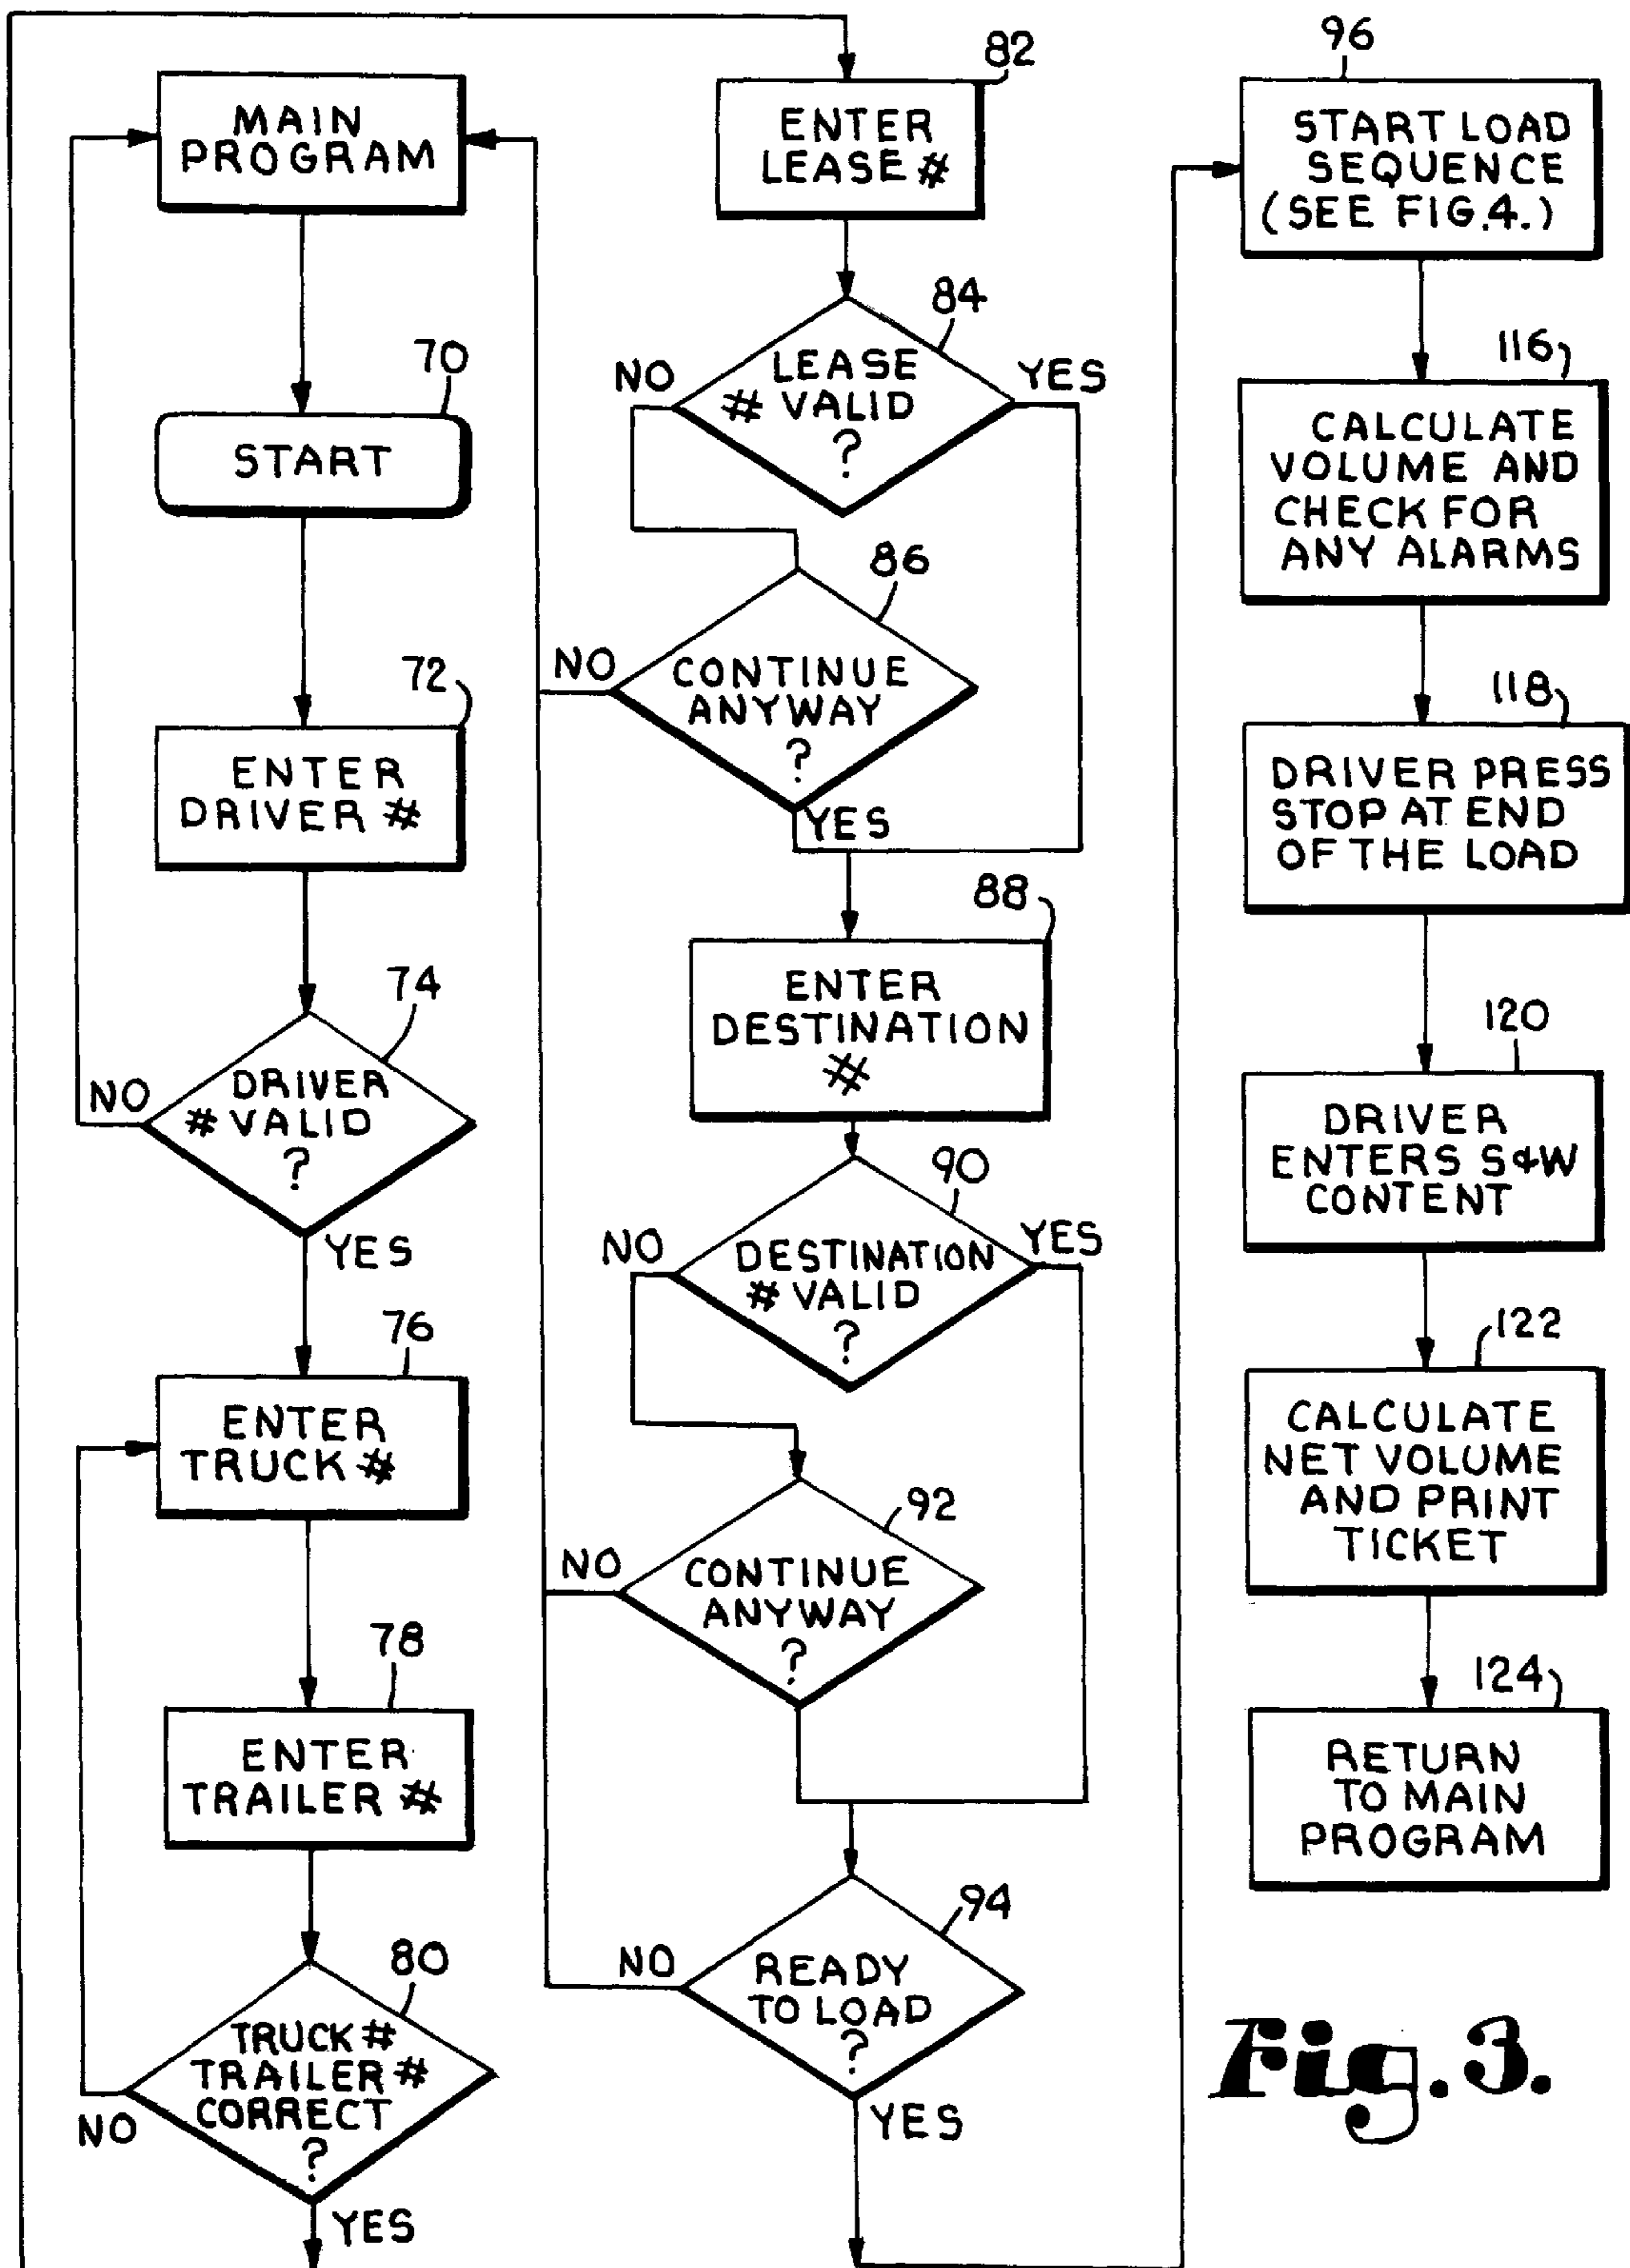 MAIN
PROGRAM
70
START
72
ENTER
DRIVER #
74
DRIVER
# VALID
?
NO
YES
76
ENTER
TRUCK #
78
ENTER
TRAILER #
80
TRUCK #
TRAILER #
CORRECT
?
NO
YES
82
ENTER
LEASE #
84
LEASE
# VALID
?
NO
YES
86
CONTINUE
ANYWAY
?
NO
YES
88
ENTER
DESTINATION
#
90
DESTINATION
# VALID
?
NO
YES
92
CONTINUE
ANYWAY
?
NO
94
READY
TO LOAD
?
NO
YES
96
START LOAD
SEQUENCE
(SEE FIG.4.)
116
CALCULATE
VOLUME AND
CHECK FOR
ANY ALARMS
118
DRIVER PRESS
STOP AT END
OF THE LOAD
120
DRIVER
ENTERS S&W
CONTENT
122
CALCULATE
NET VOLUME
AND PRINT
TICKET
124
RETURN
TO MAIN
PROGRAM
Fig. 3.